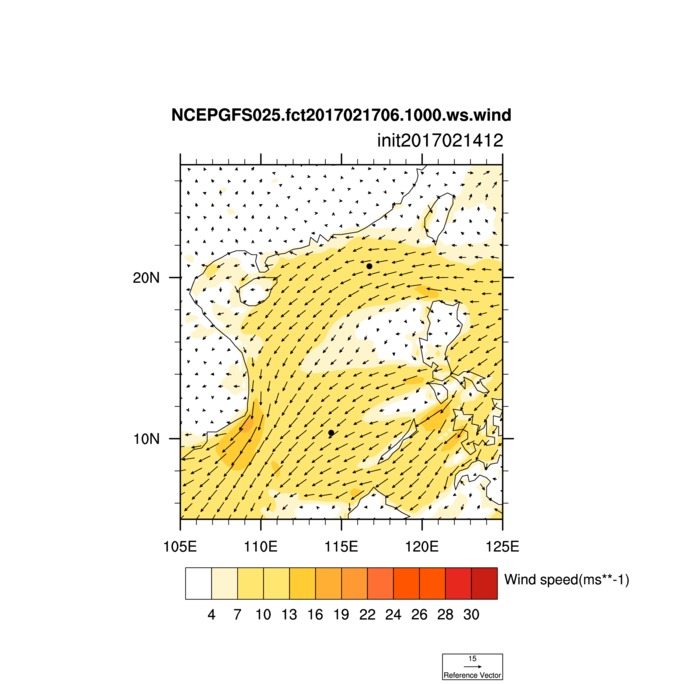 NCEPGFS025.fct2017021706.1000.ws.wind
init2017021412
20N
10N
105E 110E 115E 120E 125E
Wind speed(ms**-1)
4 7 10 13 16 19 22 24 26 28 30
15
Reference Vector